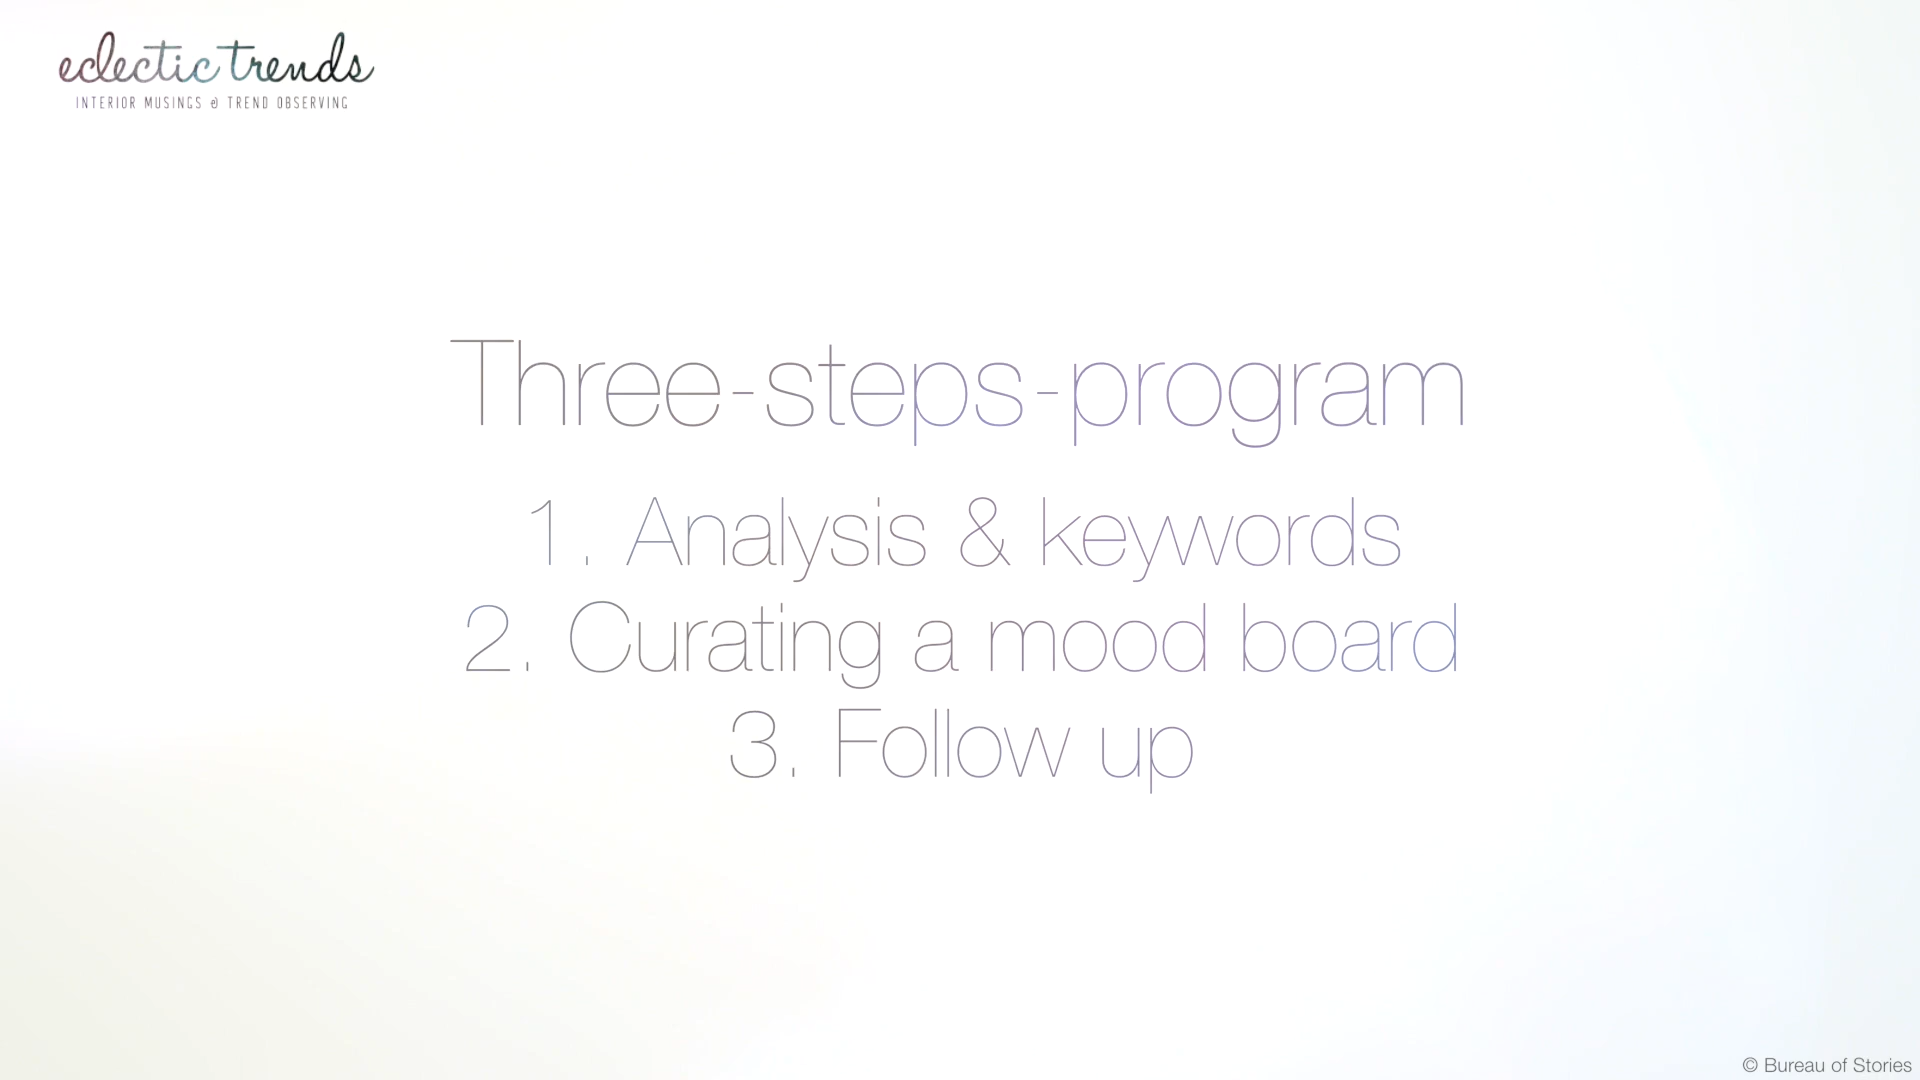 eclectic trends
INTERIOR MUSINGS @ TREND OBSERVING
Three-steps-program
1. Analysis & keywords
2. Curating a mood board
3. Follow up
© Bureau of Stories